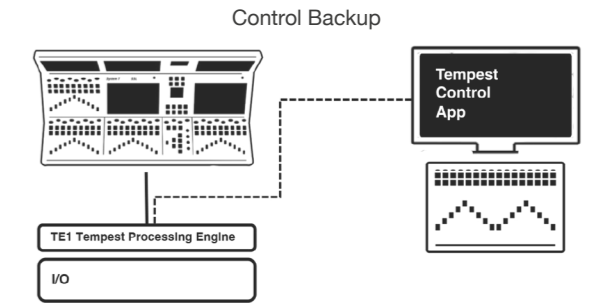 Control Backup
Tempest
Control
App
TE1 Tempest Processing Engine
I/O